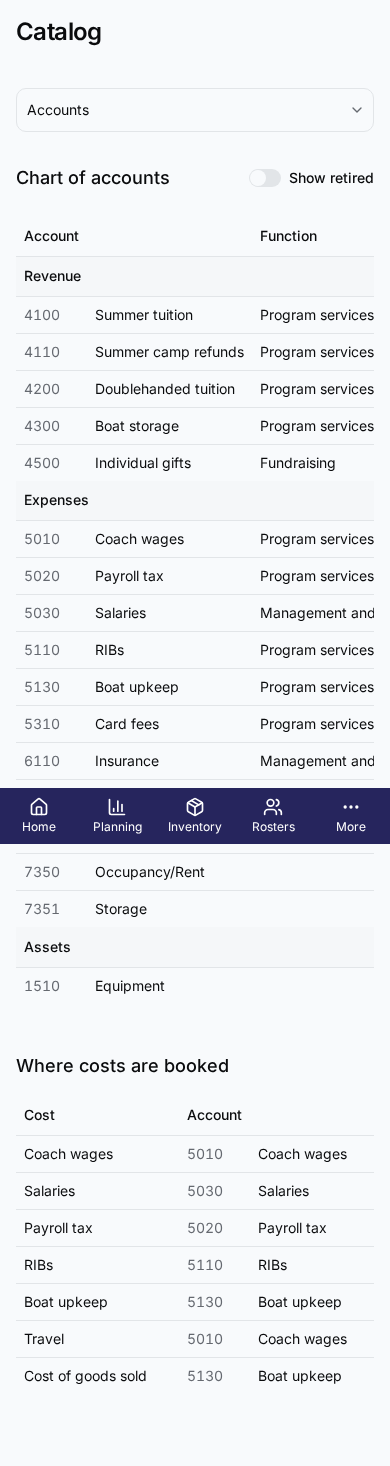 Catalog
Accounts
Chart of accounts Show retired
Account Function
Revenue
4100 Summer tuition Program services
4110 Summer camp refunds Program services
4200 Doublehanded tuition Program services
4300 Boat storage Program services
4500 Individual gifts Fundraising
Expenses
5010 Coach wages Program services
5020 Payroll tax Program services
5030 Salaries Management and
5110 RIBs Program services
5130 Boat upkeep Program services
5310 Card fees Program services
6110 Insurance Management and
Home Planning Inventory Rosters More
7350 Occupancy/Rent
7351 Storage
Assets
1510 Equipment
Where costs are booked
Cost Account
Coach wages 5010 Coach wages
Salaries 5030 Salaries
Payroll tax 5020 Payroll tax
RIBs 5110 RIBs
Boat upkeep 5130 Boat upkeep
Travel 5010 Coach wages
Cost of goods sold 5130 Boat upkeep